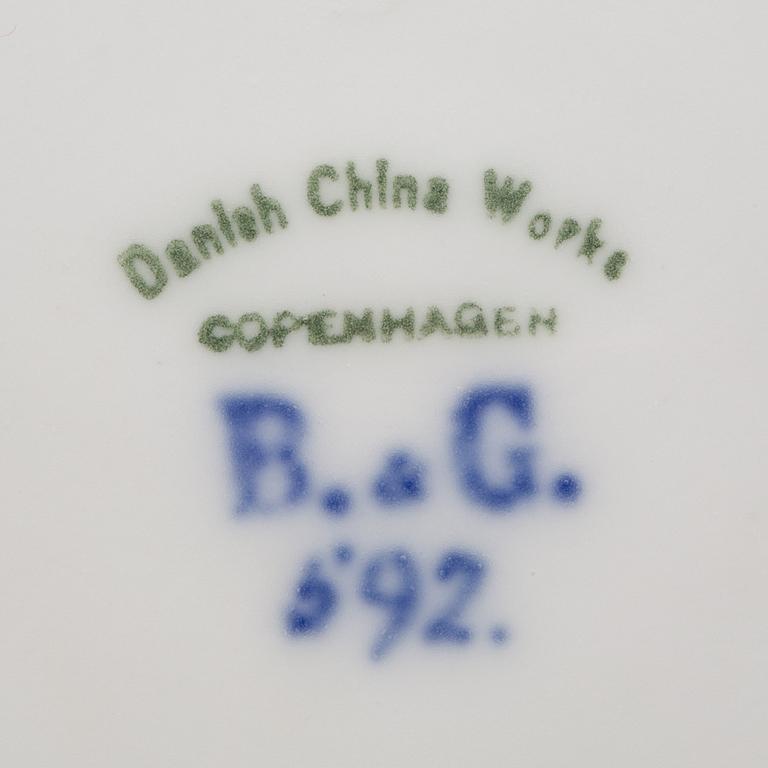 Danish China Works
COPENHAGEN
B. & G.
592.